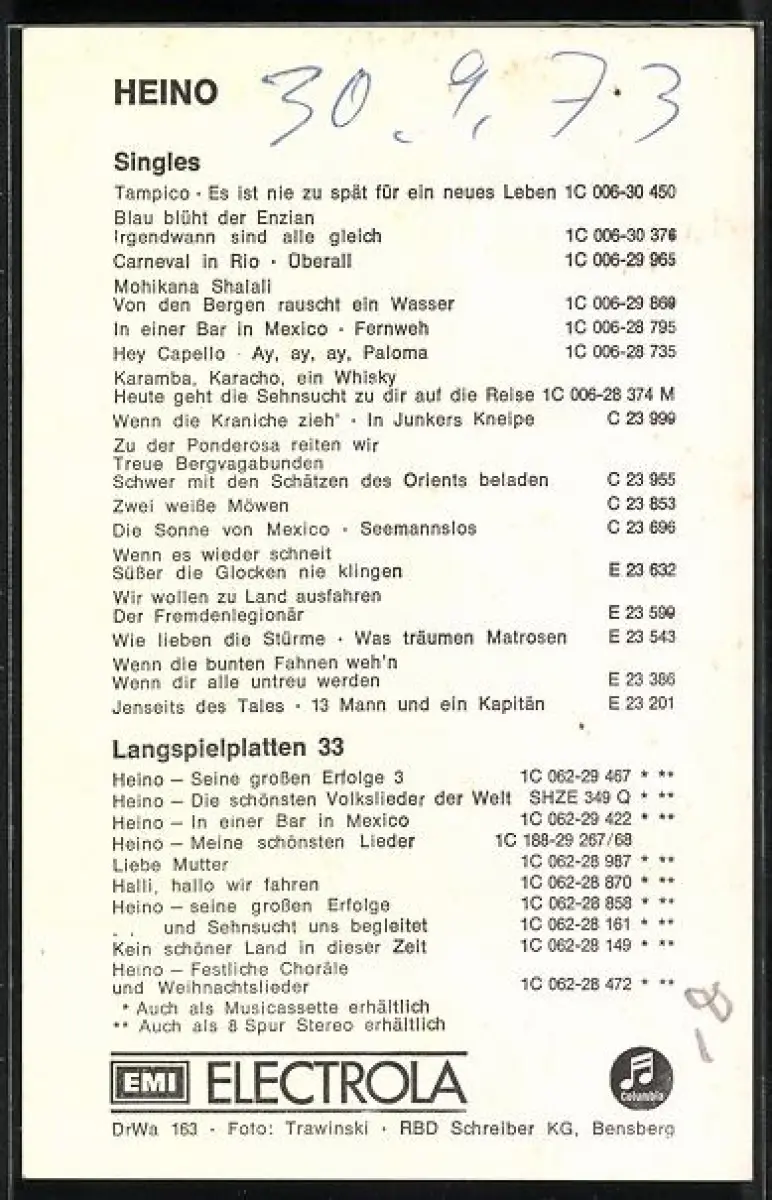 HEINO 30.9.73
Singles
Tampico · Es ist nie zu spät für ein neues Leben 1C 006-30 450
Blau blüht der Enzian
Irgendwann sind alle gleich 1C 006-30 376
Carneval in Rio · Überall 1C 006-29 965
Mohikana Shalali
Von den Bergen rauscht ein Wasser 1C 006-29 869
In einer Bar in Mexico · Fernweh 1C 006-28 795
Hey Capello · Ay, ay, ay, Paloma 1C 006-28 735
Karamba, Karacho, ein Whisky
Heute geht die Sehnsucht zu dir auf die Reise 1C 006-28 374 M
Wenn die Kraniche zieh' · In Junkers Kneipe C 23 999
Zu der Ponderosa reiten wir
Treue Bergvagabunden
Schwer mit den Schätzen des Orients beladen C 23 955
Zwei weiße Möwen C 23 853
Die Sonne von Mexico · Seemannslos C 23 696
Wenn es wieder schneit
Süßer die Glocken nie klingen E 23 632
Wir wollen zu Land ausfahren
Der Fremdenlegionär E 23 599
Wie lieben die Stürme · Was träumen Matrosen E 23 543
Wenn die bunten Fahnen weh'n
Wenn dir alle untreu werden E 23 386
Jenseits des Tales · 13 Mann und ein Kapitän E 23 201
Langspielplatten 33
Heino – Seine großen Erfolge 3 1C 062-29 467 * **
Heino – Die schönsten Volkslieder der Welt SHZE 349 Q * **
Heino – In einer Bar in Mexico 1C 062-29 422 * **
Heino – Meine schönsten Lieder 1C 188-29 267/68
Liebe Mutter 1C 062-28 987 * **
Halli, hallo wir fahren 1C 062-28 870 * **
Heino – seine großen Erfolge 1C 062-28 858 * **
. . und Sehnsucht uns begleitet 1C 062-28 161 * **
Kein schöner Land in dieser Zeit 1C 062-28 149 * **
Heino – Festliche Choräle
und Weihnachtslieder 1C 062-28 472 * **
* Auch als Musicassette erhältlich
** Auch als 8 Spur Stereo erhältlich
EMI ELECTROLA Columbia
DrWa 163 · Foto: Trawinski · RBD Schreiber KG, Bensberg